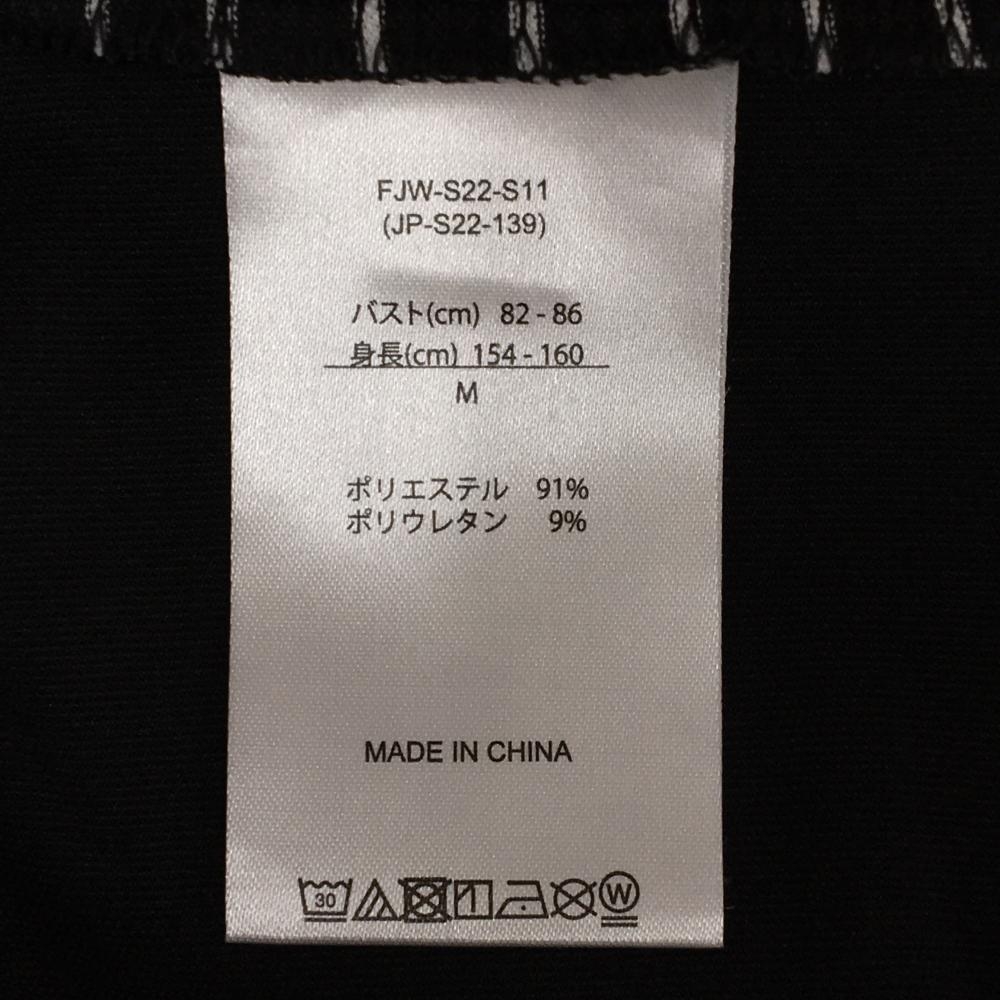 FJW-S22-S11
(JP-S22-139)
バスト(cm) 82 - 86
身長(cm) 154 - 160
M
ポリエステル 91%
ポリウレタン 9%
MADE IN CHINA
30 W